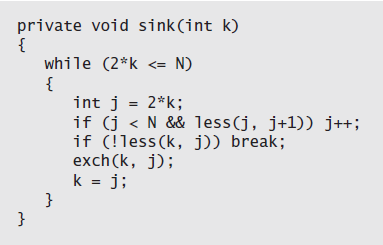 private void sink(int k)
{
    while (2*k <= N)
    {
        int j = 2*k;
        if (j < N && less(j, j+1)) j++;
        if (!less(k, j)) break;
        exch(k, j);
        k = j;
    }
}